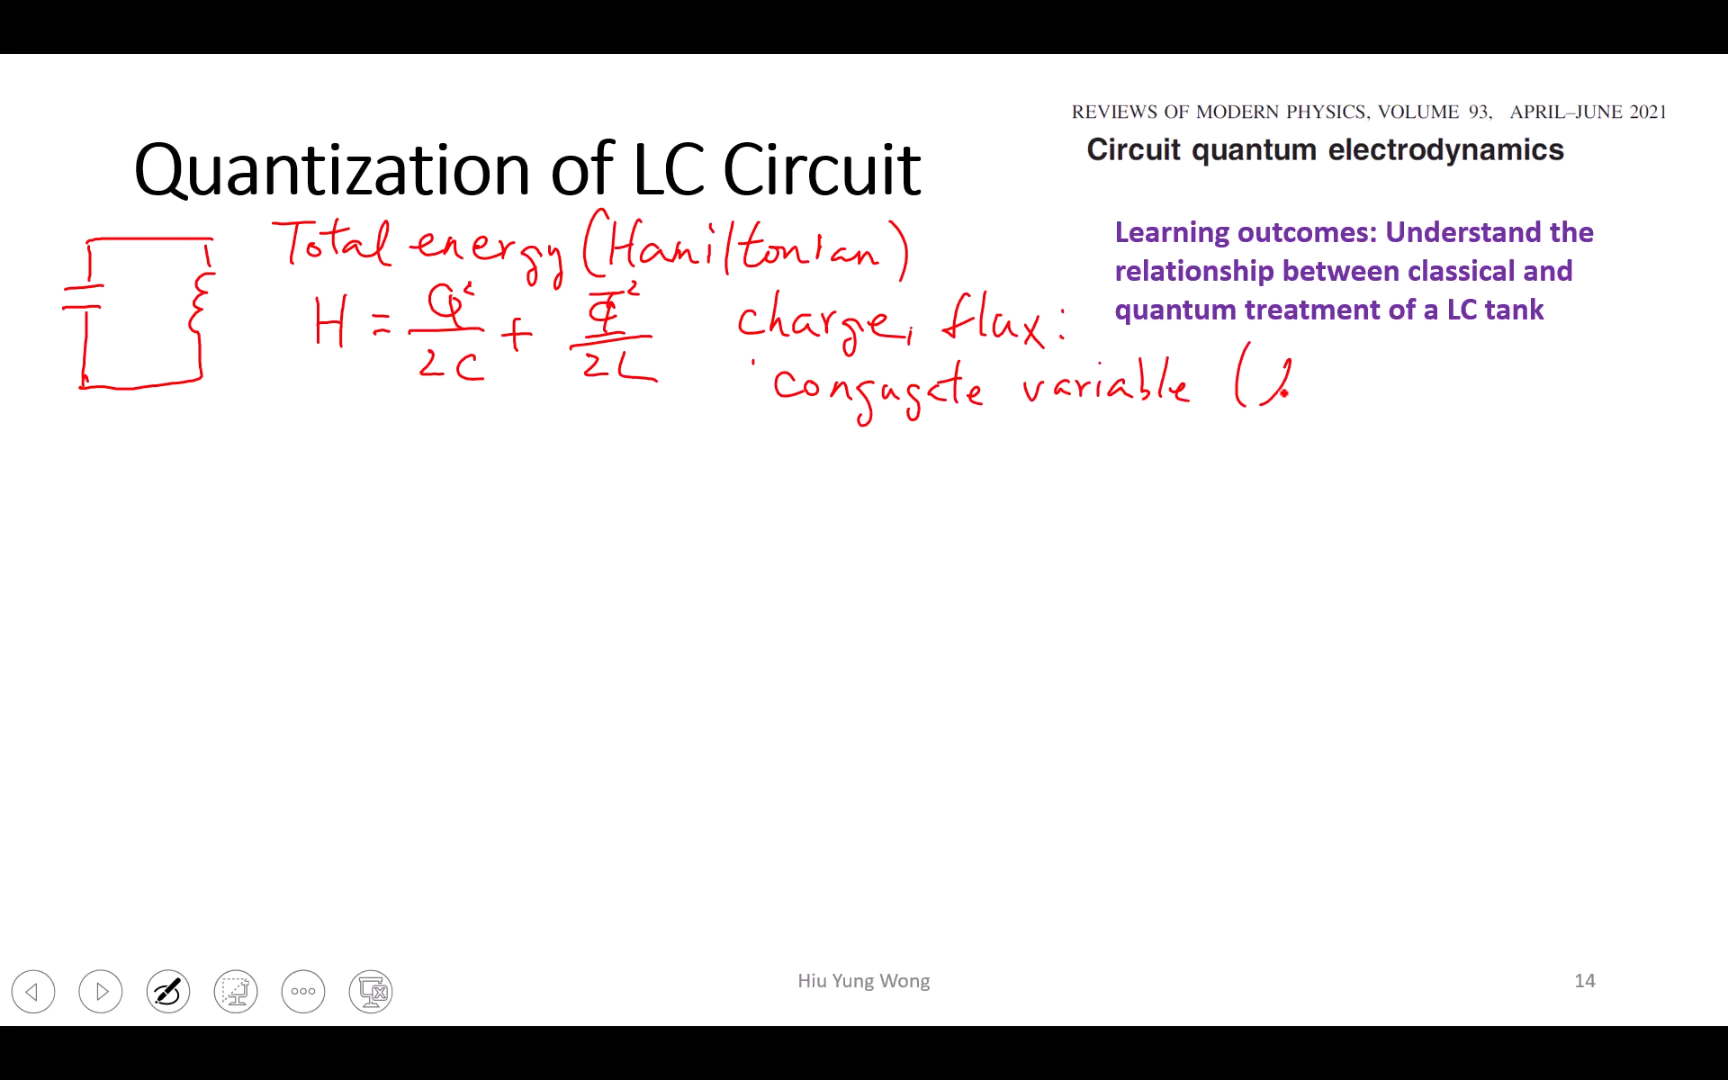 REVIEWS OF MODERN PHYSICS, VOLUME 93, APRIL–JUNE 2021
Circuit quantum electrodynamics
Quantization of LC Circuit
Learning outcomes: Understand the
relationship between classical and
quantum treatment of a LC tank
Total energy (Hamiltonian)
H = Q²/2C + Φ²/2L
charge, flux:
conjugate variable (
Hiu Yung Wong
14